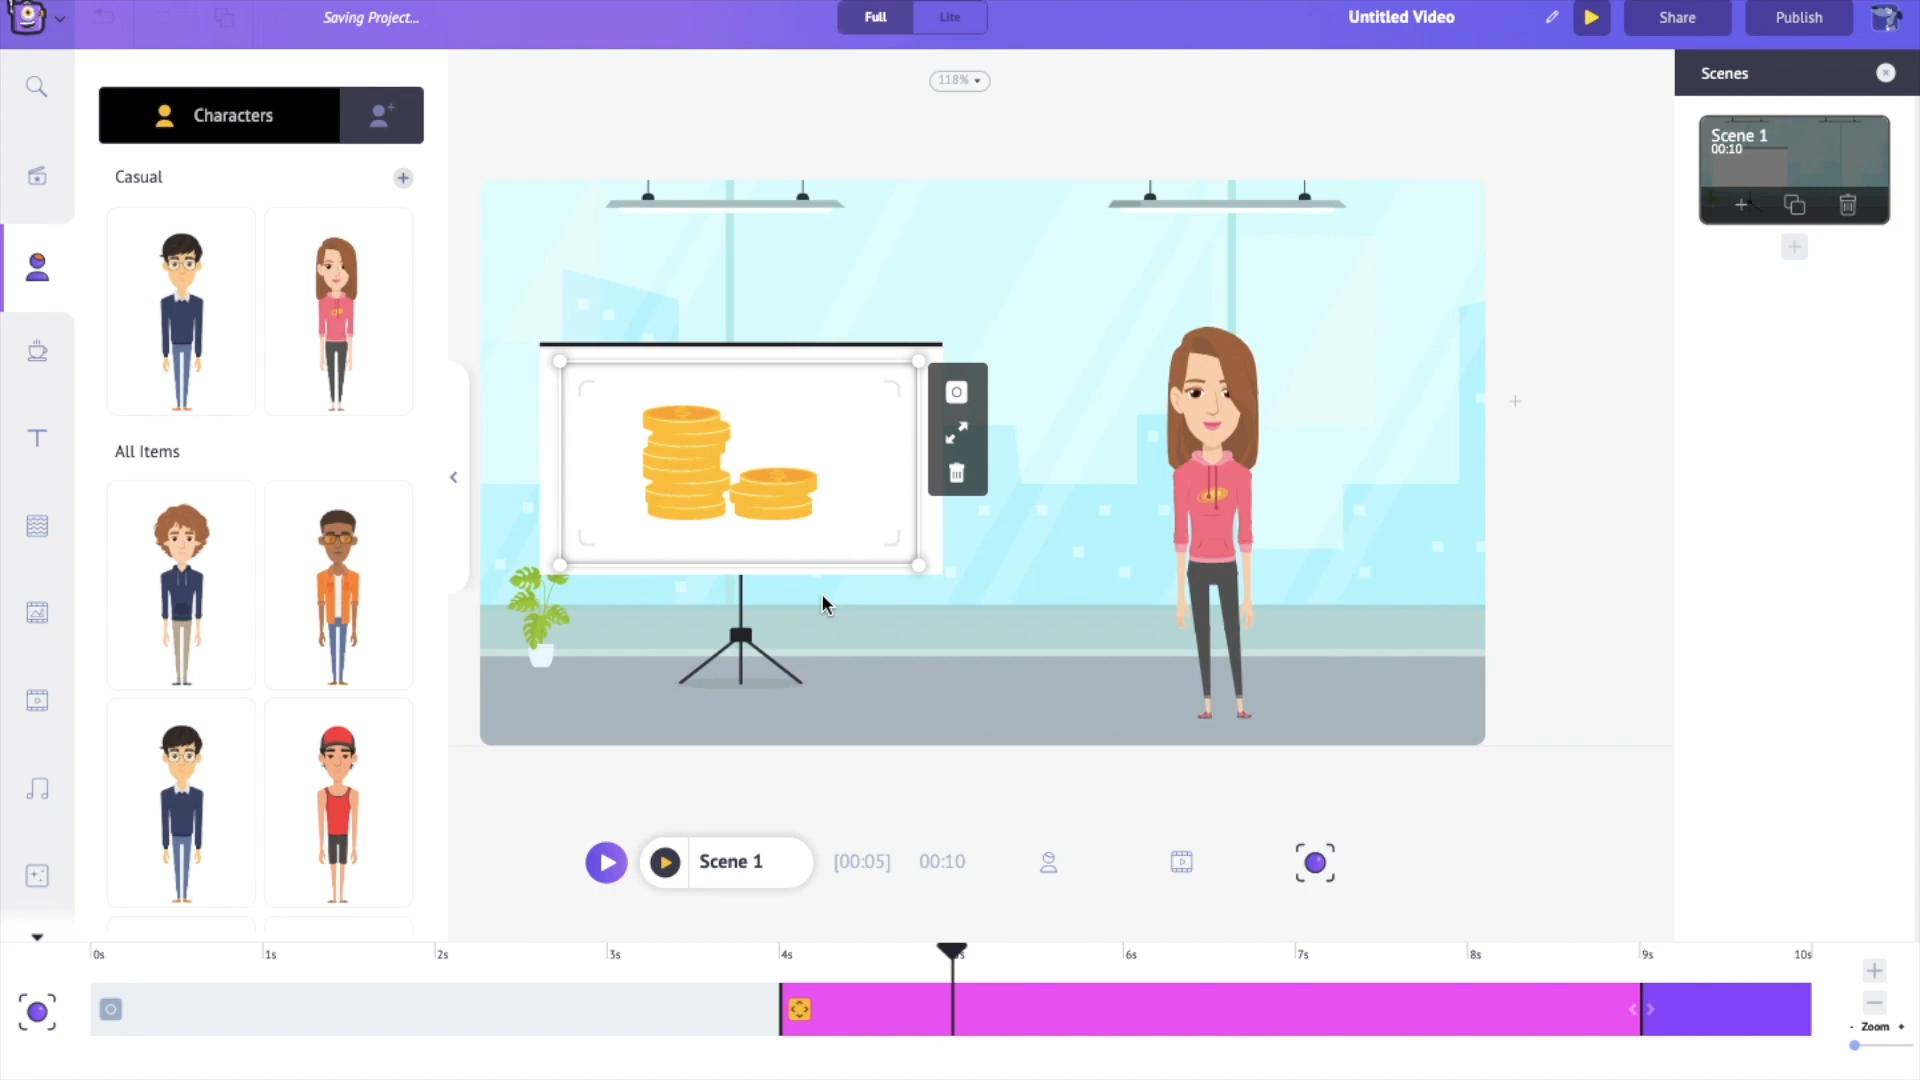 Saving Project...
Full
Lite
Untitled Video
Share
Publish
118%
Scenes
Characters
Scene 1
00:10
Casual
All Items
Scene 1
[00:05]
00:10
0s
1s
2s
3s
4s
6s
7s
8s
9s
10s
- Zoom +